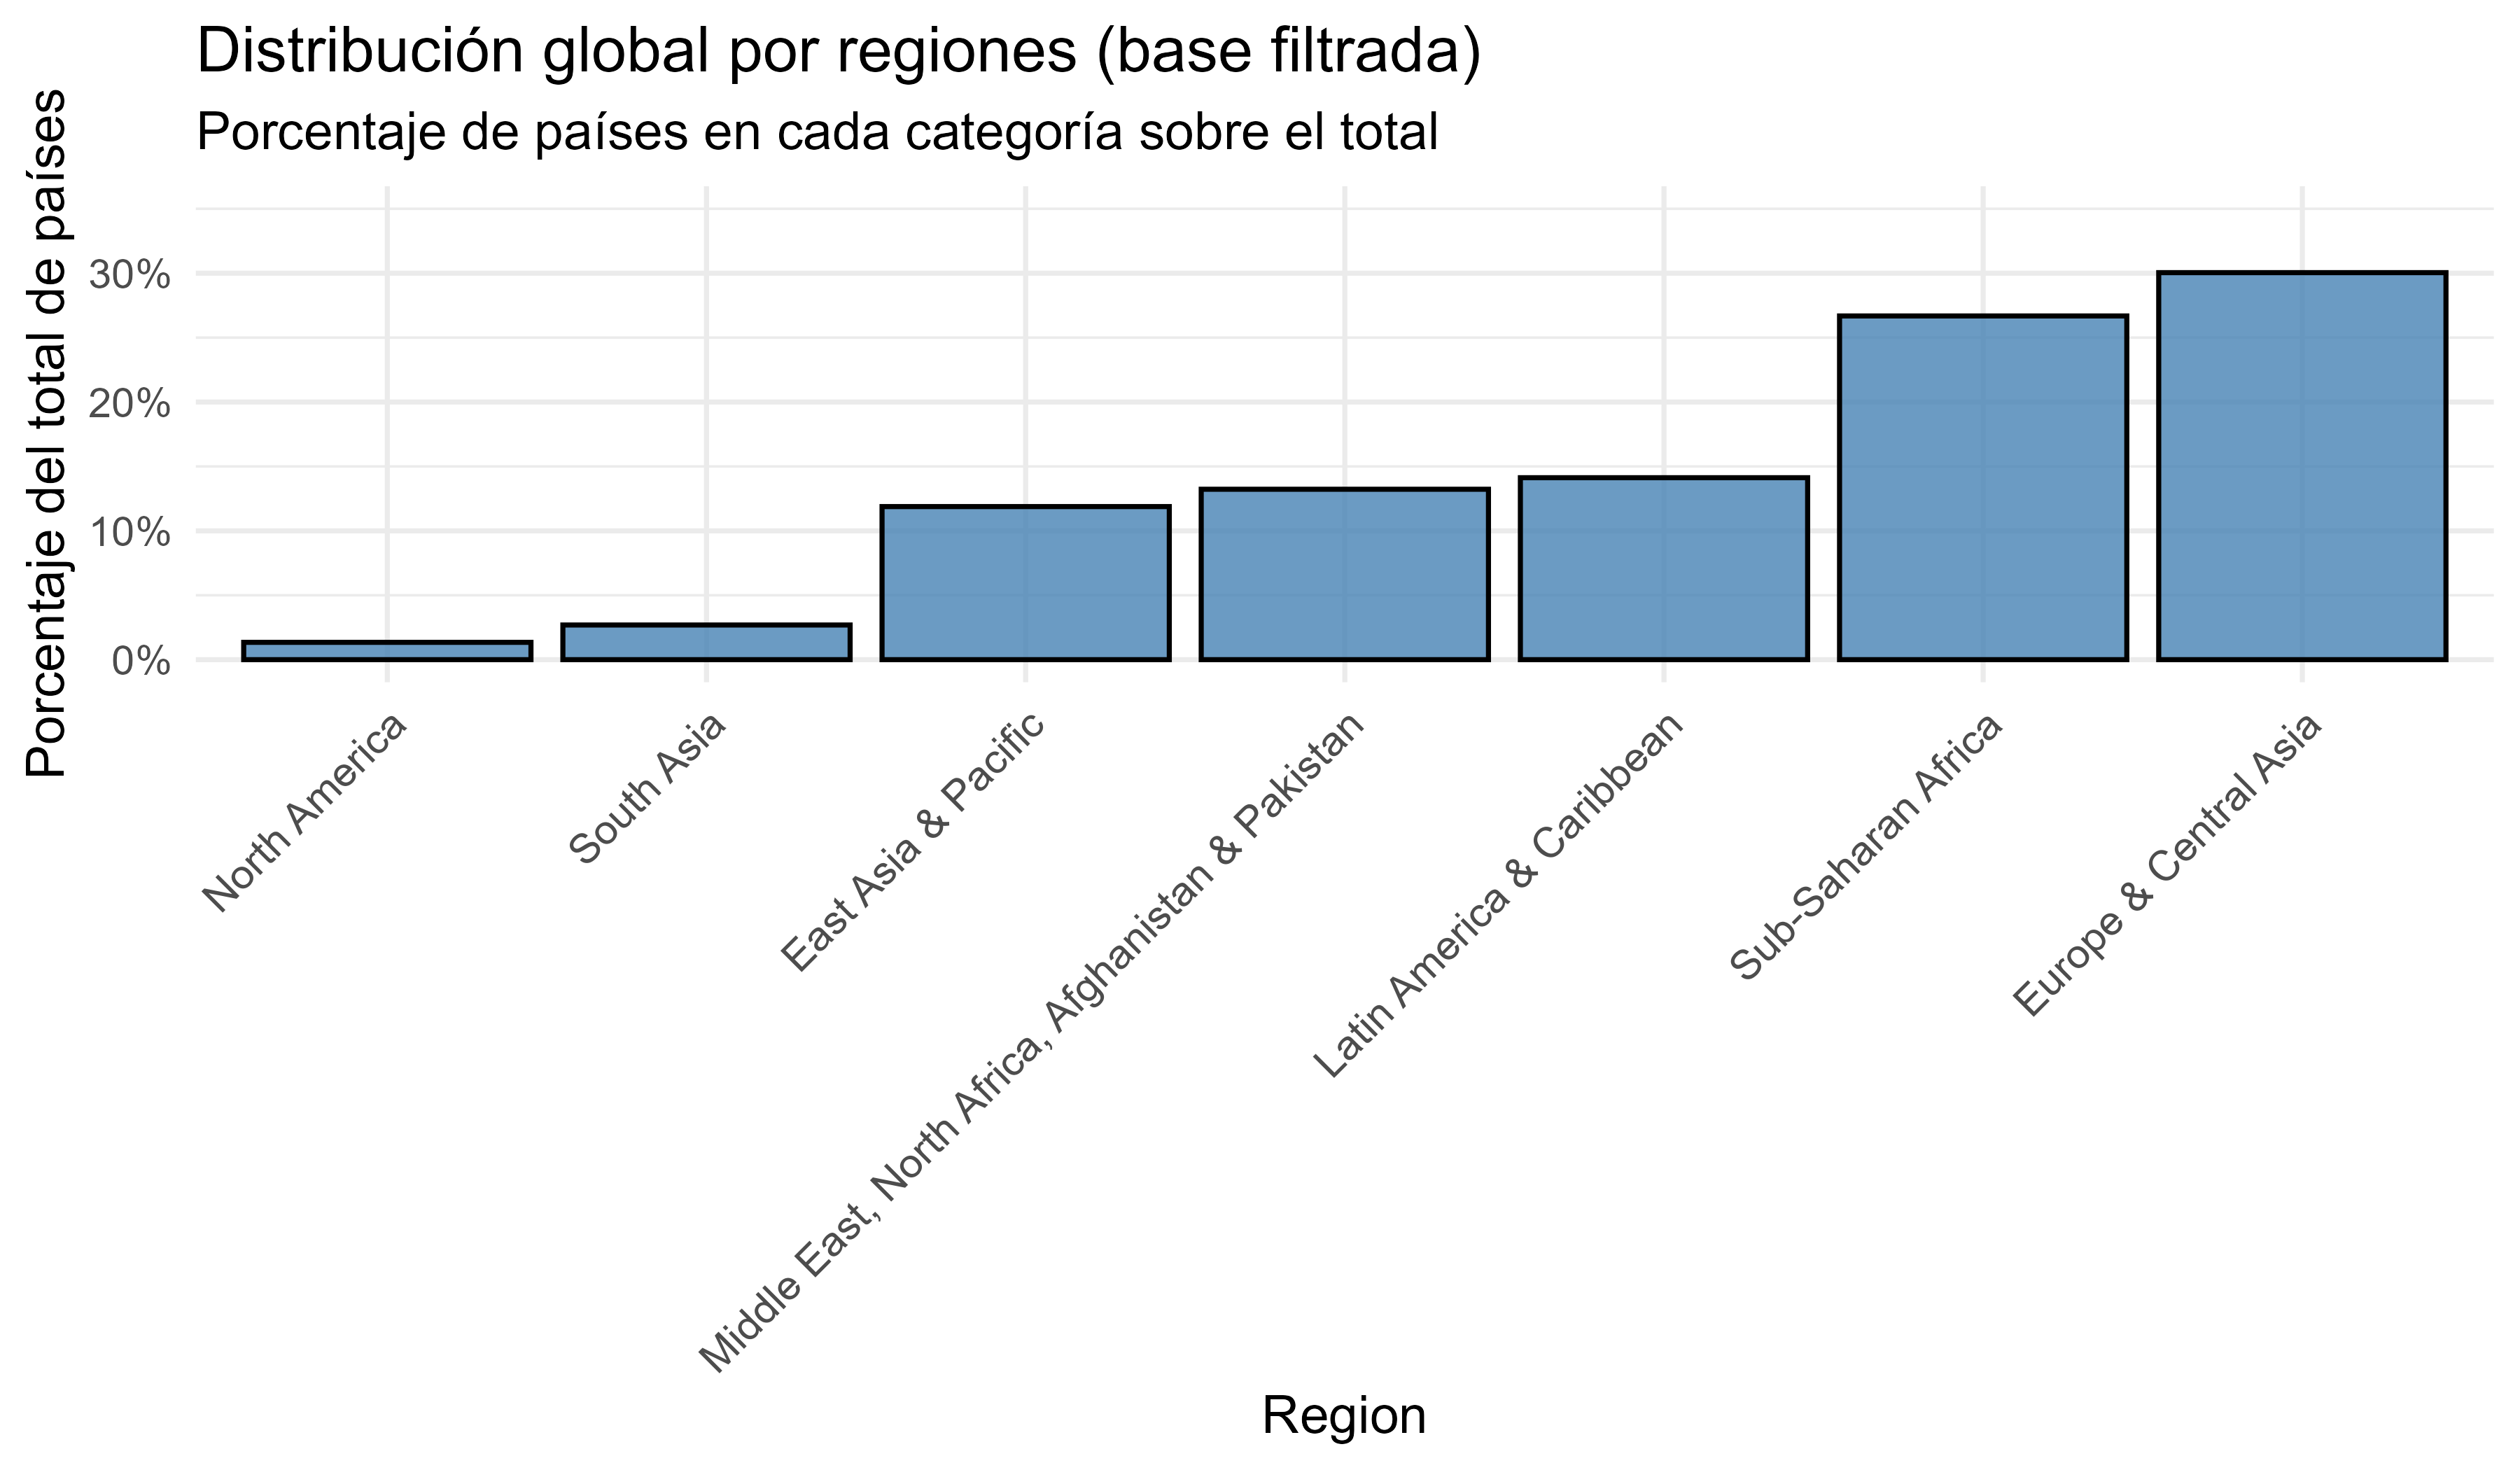 Distribución global por regiones (base filtrada)
Porcentaje de países en cada categoría sobre el total
Porcentaje del total de países
30%
20%
10%
0%
North America
South Asia
East Asia & Pacific
Middle East, North Africa, Afghanistan & Pakistan
Latin America & Caribbean
Sub-Saharan Africa
Europe & Central Asia
Region